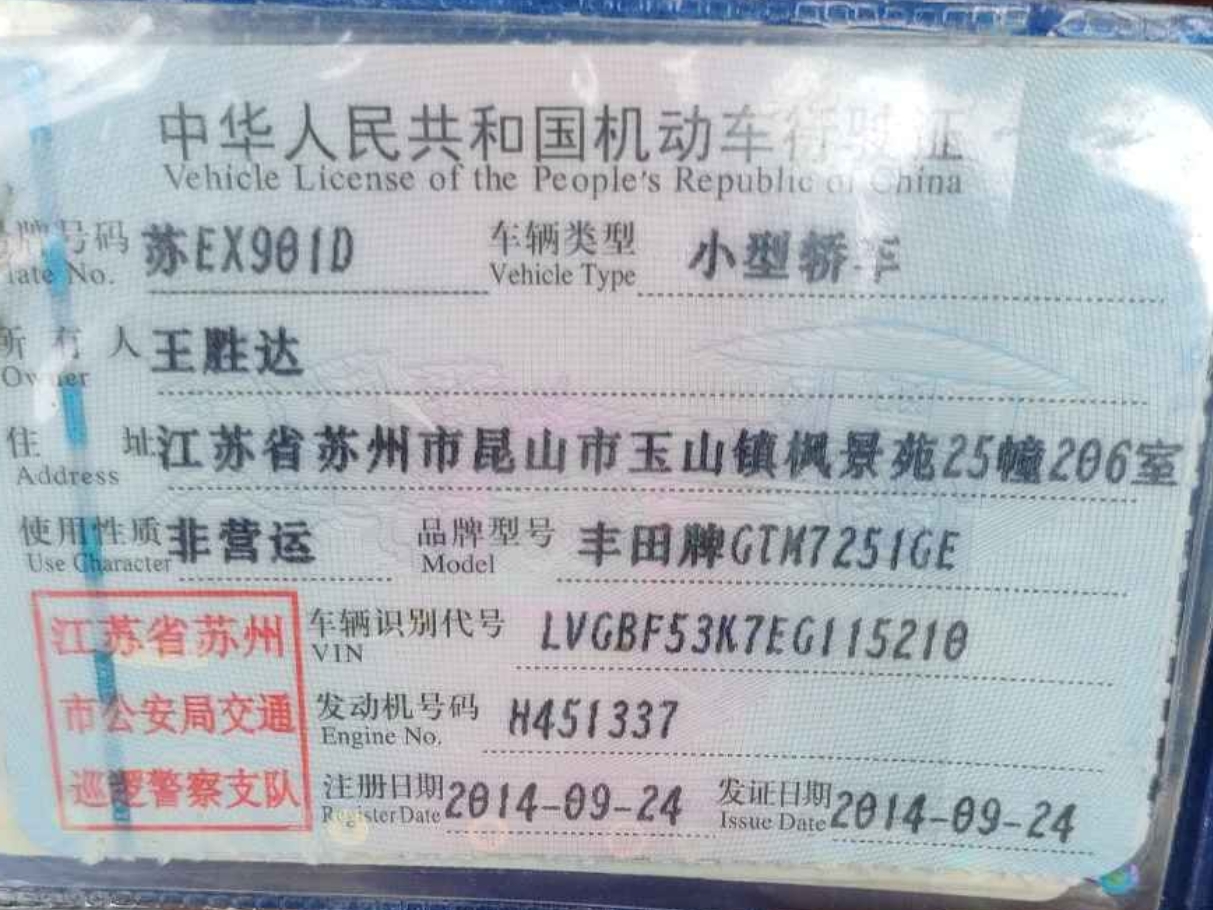 中华人民共和国机动车行驶证
Vehicle License of the People's Republic of China
号牌号码 苏EX901D 车辆类型 小型轿车
Plate No. Vehicle Type
所有人 王胜达
Owner
住址 江苏省苏州市昆山市玉山镇枫景苑25幢206室
Address
使用性质 非营运 品牌型号 丰田牌GTM7251GE
Use Character Model
江苏省苏州 车辆识别代号 LVGBF53K7EG115210
VIN
市公安局交通 发动机号码 H451337
Engine No.
巡逻警察支队 注册日期 2014-09-24 发证日期 2014-09-24
Register Date Issue Date